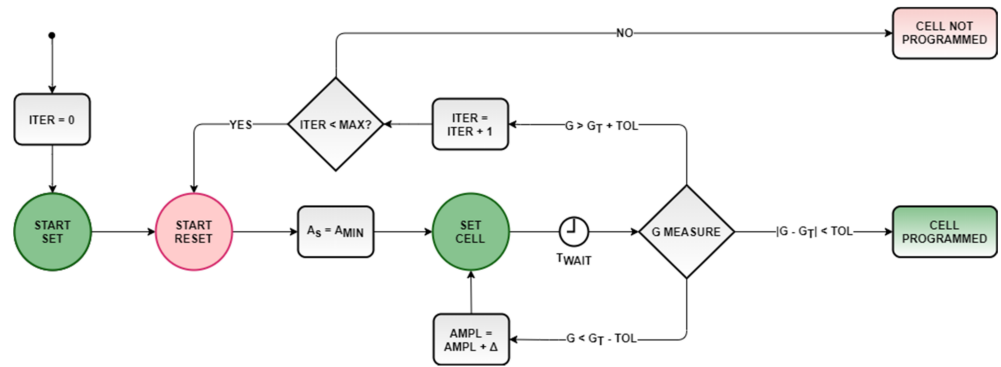 CELL NOT
PROGRAMMED
NO
ITER = 0
YES
ITER < MAX?
ITER =
ITER + 1
G > GT + TOL
START
SET
START
RESET
As = AMIN
SET
CELL
TWAIT
G MEASURE
|G - GT| < TOL
CELL
PROGRAMMED
AMPL =
AMPL + Δ
G < GT - TOL